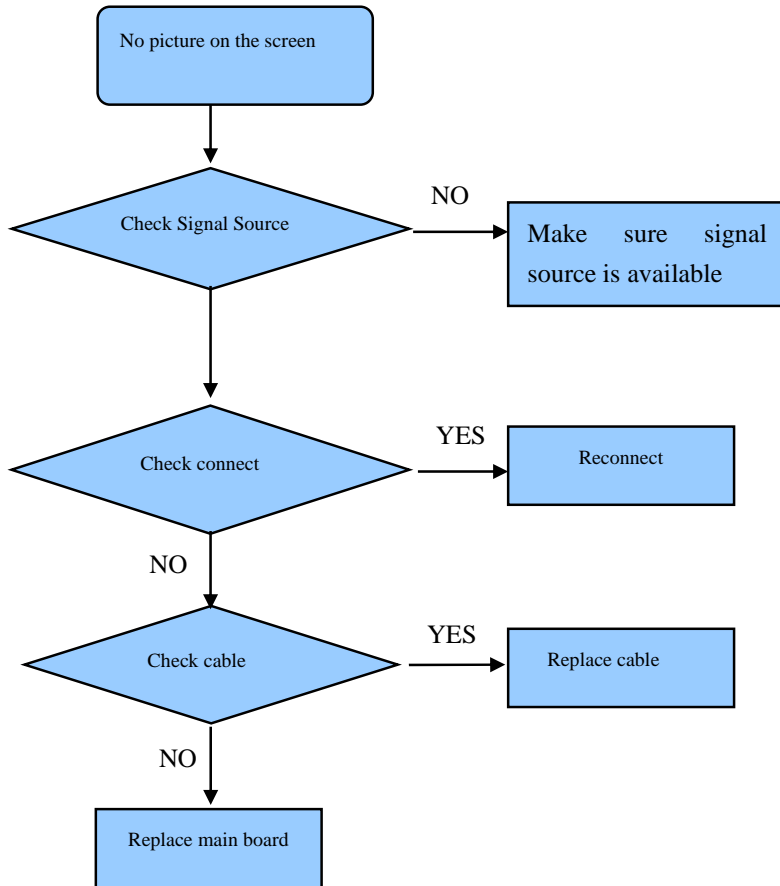 No picture on the screen
Check Signal Source
NO
Make sure signal
source is available
Check connect
YES
Reconnect
NO
Check cable
YES
Replace cable
NO
Replace main board